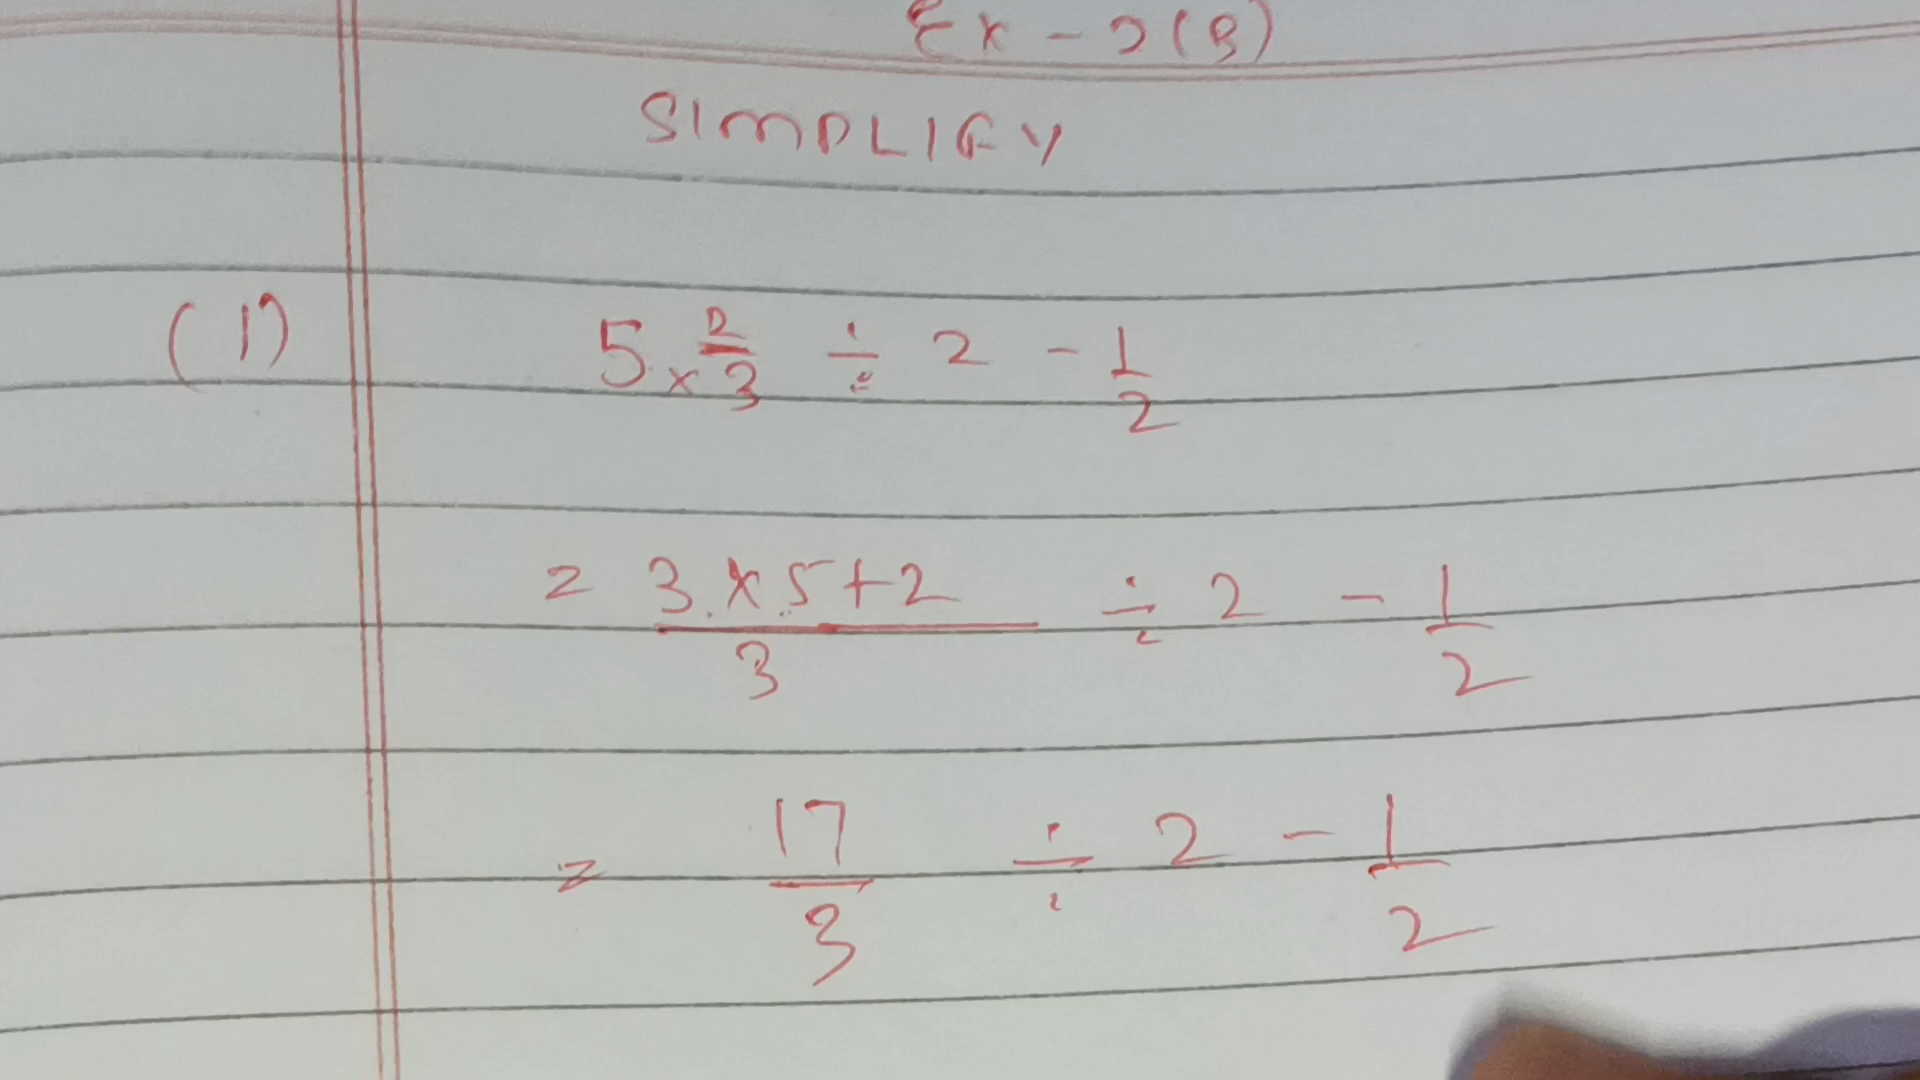 Ex - 2(B)
SIMPLIFY
(1) 5 2/3 ÷ 2 - 1/2
= 3 × 5 + 2 / 3 ÷ 2 - 1/2
= 17/3 ÷ 2 - 1/2